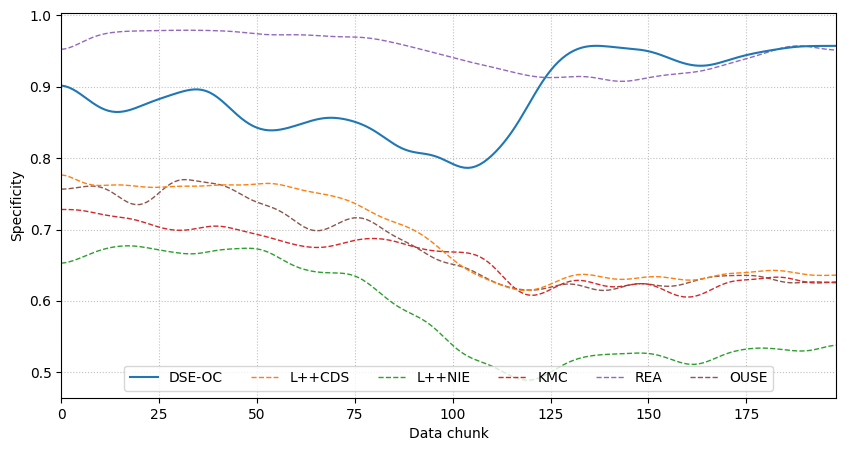 1.0
0.9
0.8
0.7
0.6
0.5
Specificity
DSE-OC L++CDS L++NIE KMC REA OUSE
0 25 50 75 100 125 150 175
Data chunk